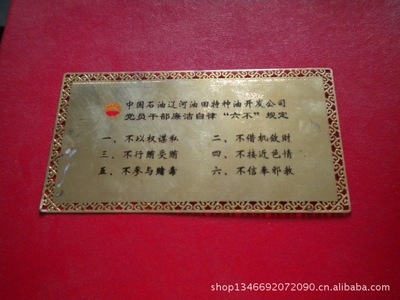 中国石油辽河油田特种油开发公司
党员干部廉洁自律“六不”规定
一、不以权谋私 二、不借机敛财
三、不行贿受贿 四、不接近色情
五、不参与赌毒 六、不信奉邪教
shop1346692072090.cn.alibaba.com